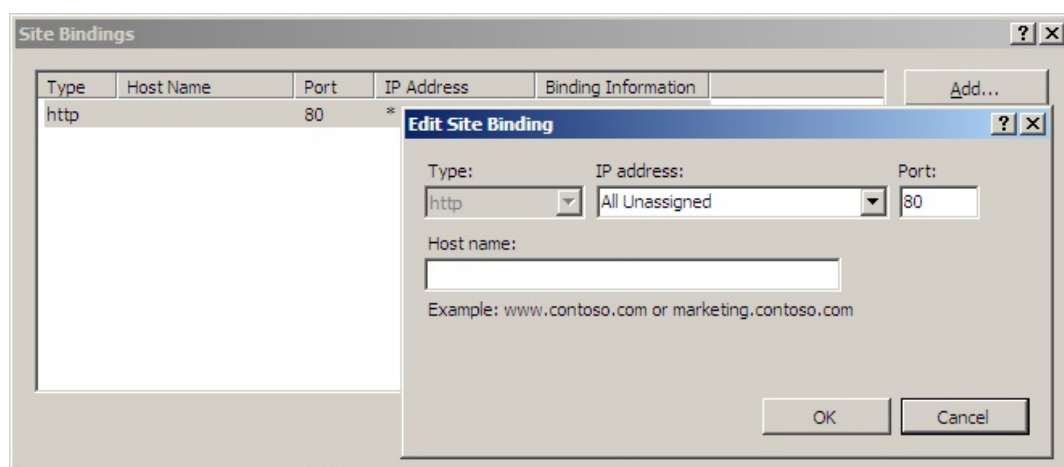 Site Bindings
? X
Type Host Name Port IP Address Binding Information
Add...
http 80 *
Edit Site Binding
? X
Type: IP address: Port:
http All Unassigned 80
Host name:
Example: www.contoso.com or marketing.contoso.com
OK Cancel